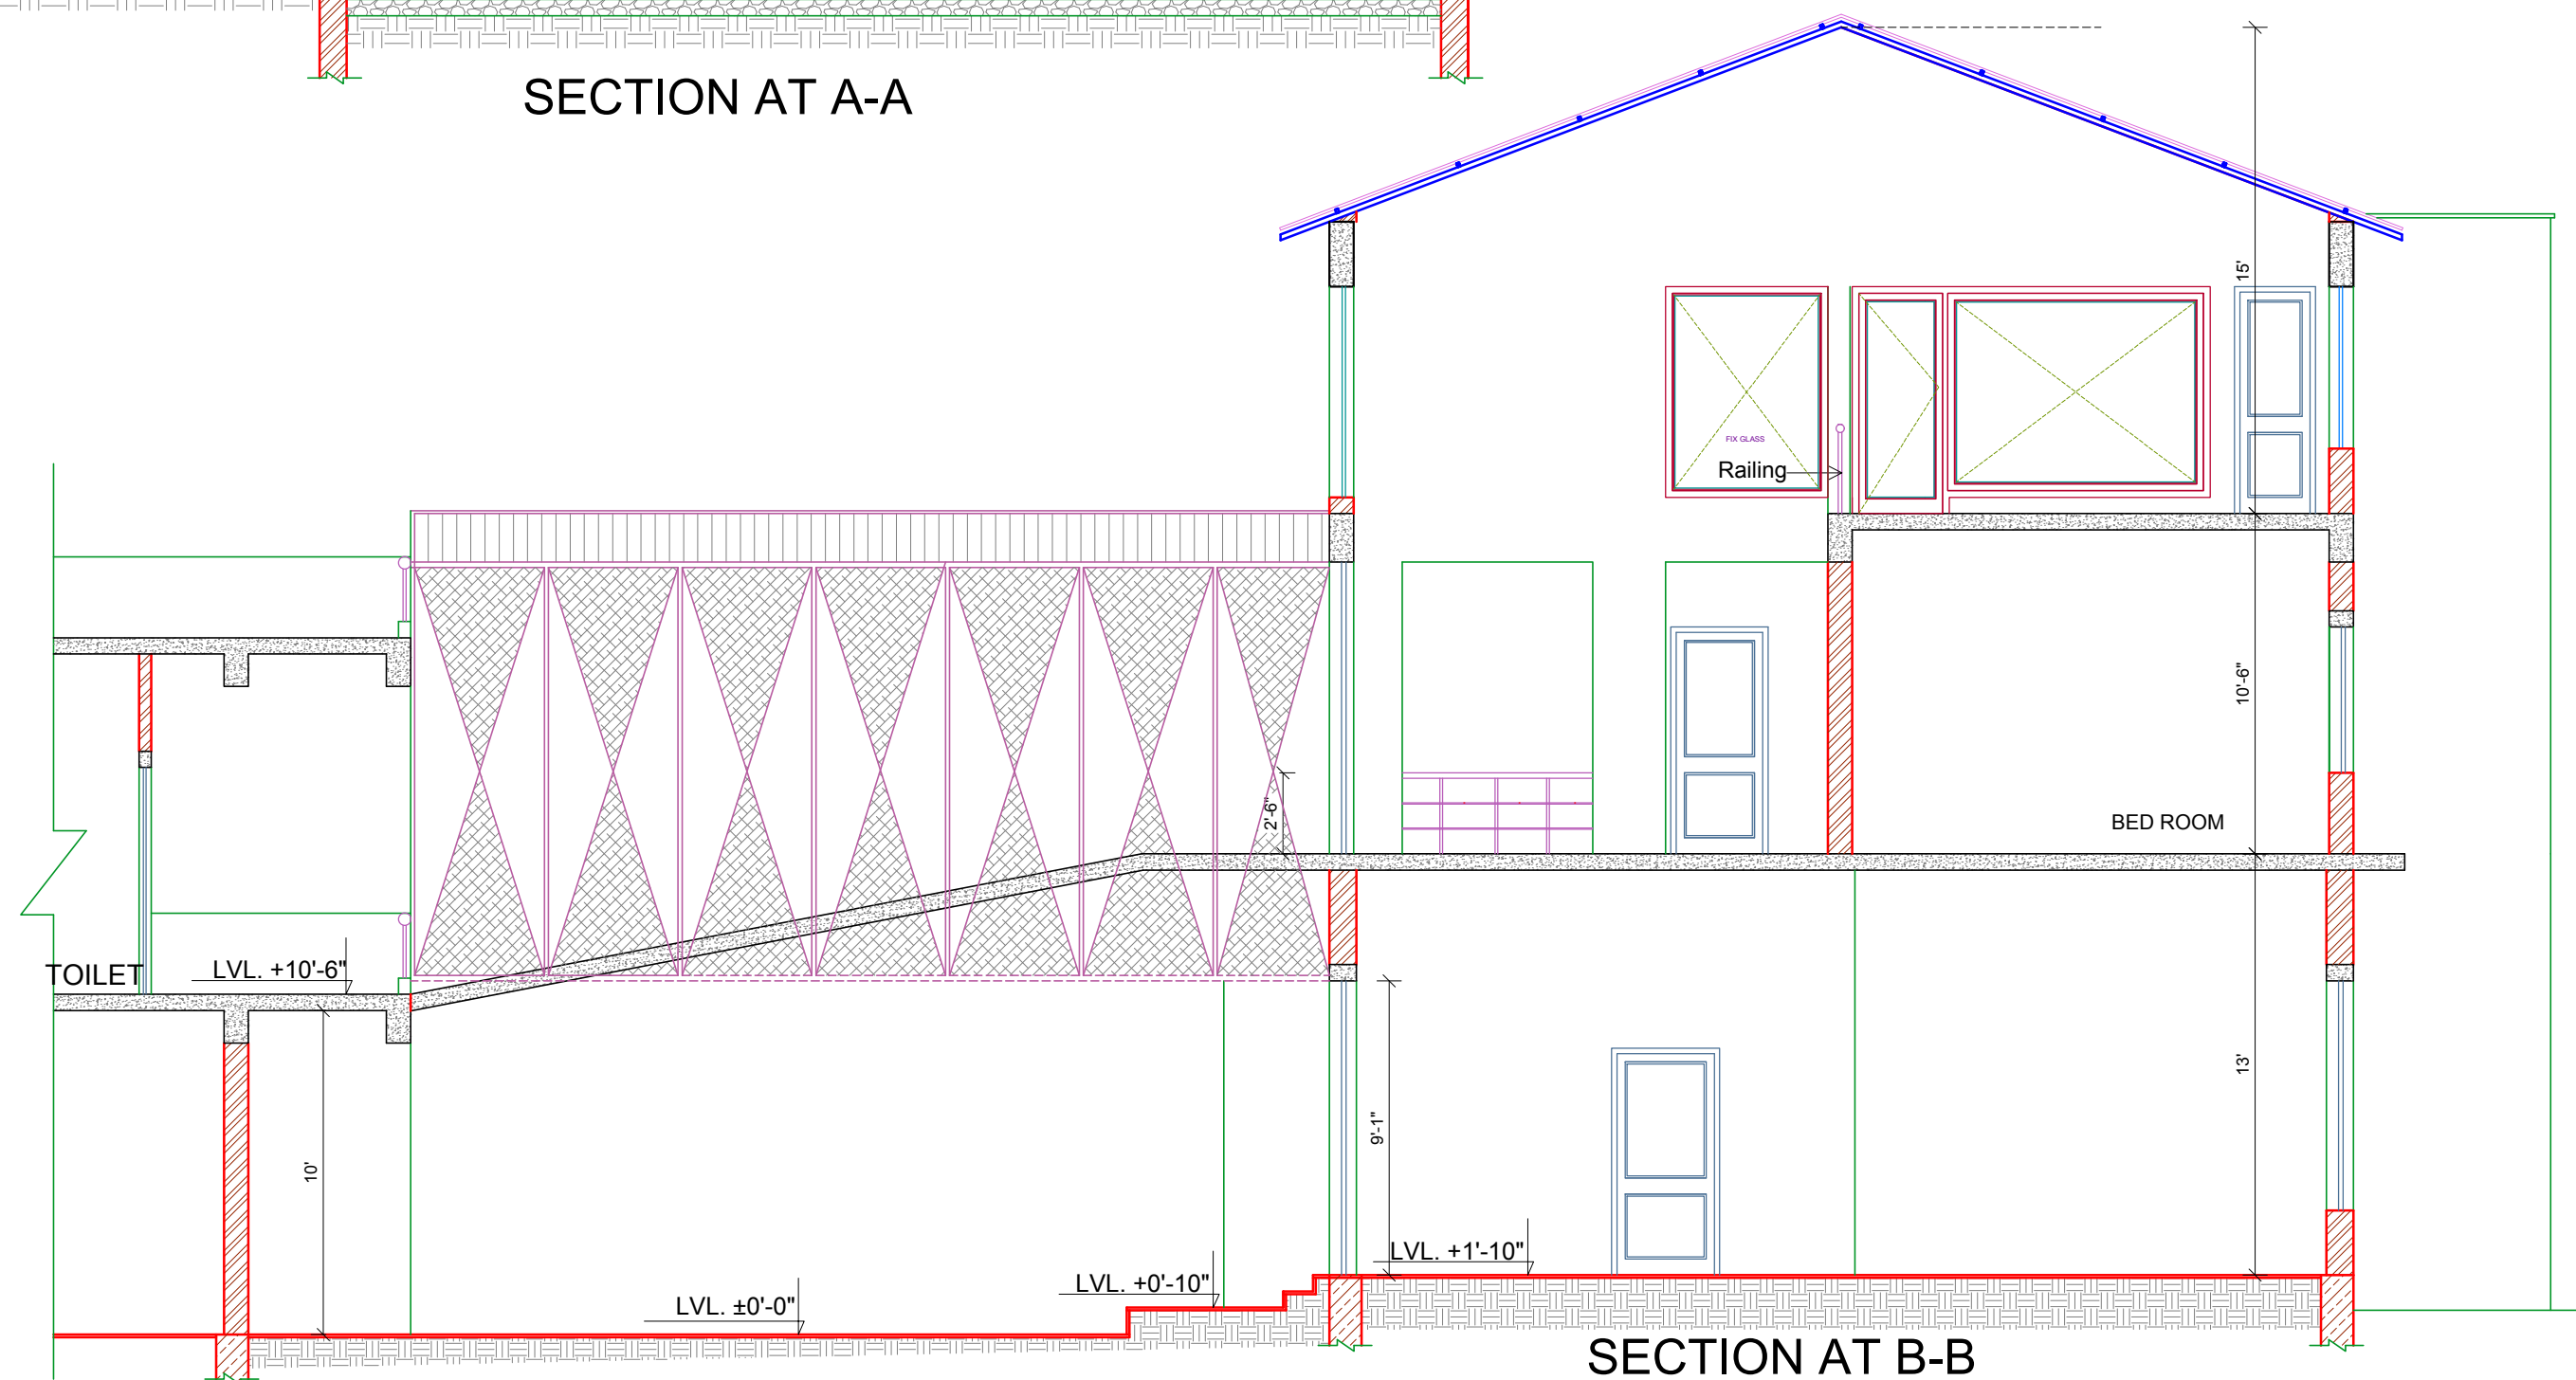 SECTION AT A-A
15'
FIX GLASS
Railing
10'-6"
2'-6"
BED ROOM
TOILET
LVL. +10'-6"
13'
9'-1"
10'
LVL. +1'-10"
LVL. +0'-10"
LVL. ±0'-0"
SECTION AT B-B